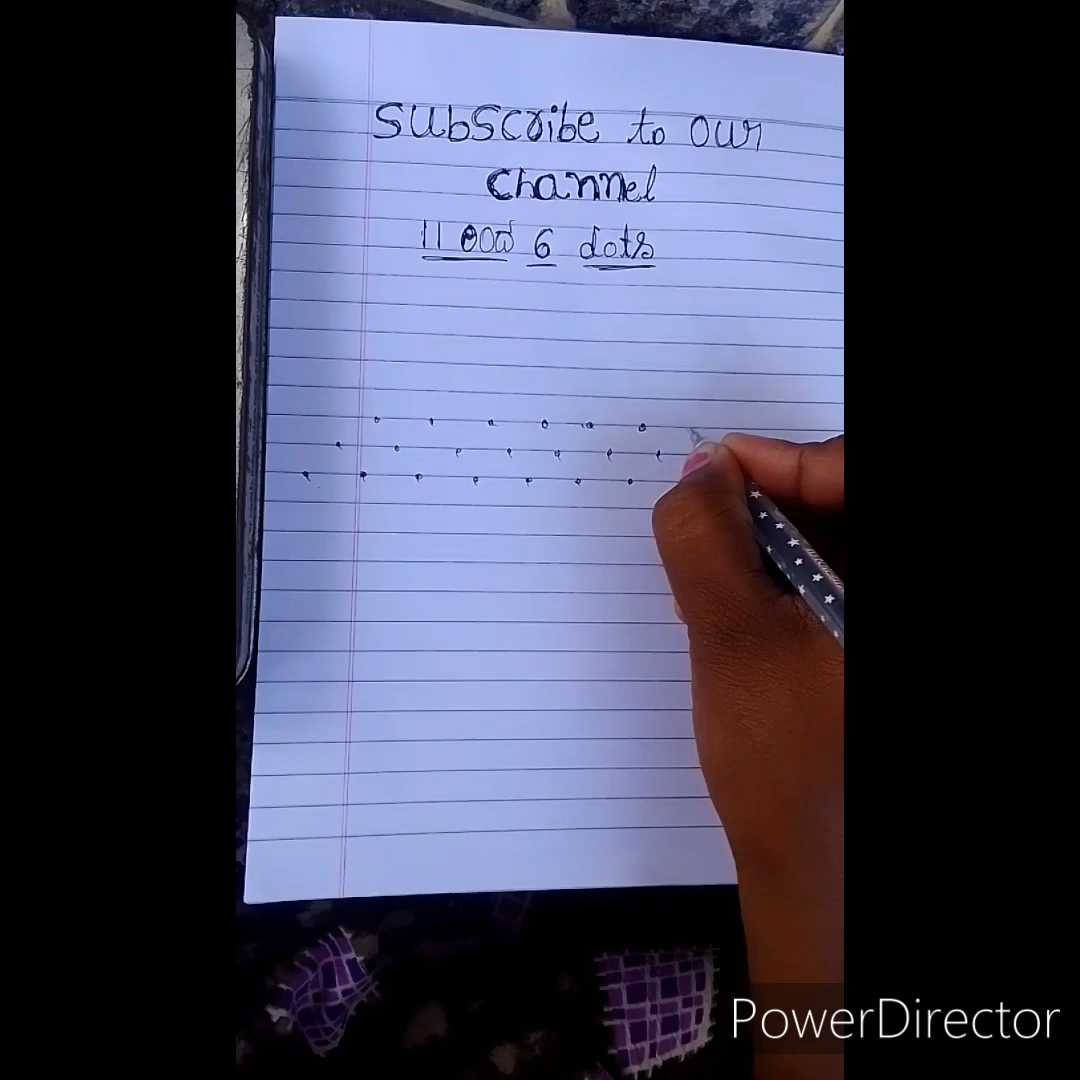 Subscribe to our
channel
11 ರಿಂದ 6 dots
PowerDirector